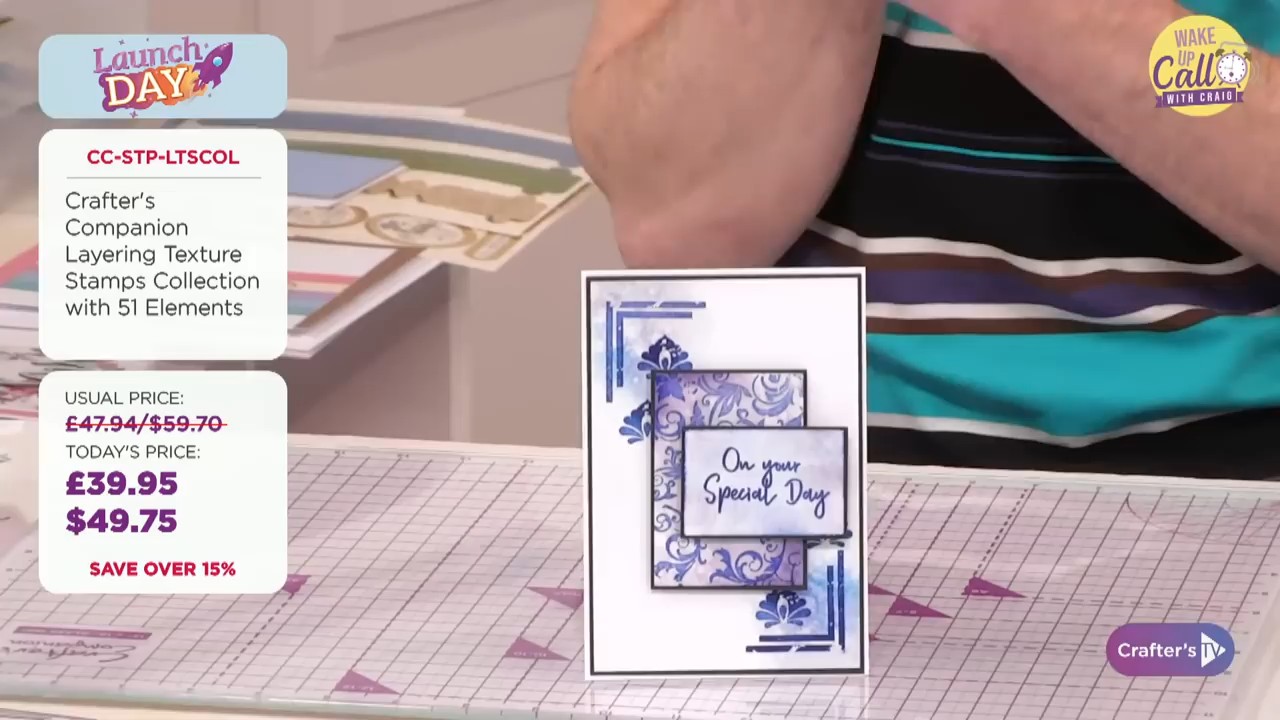 Launch
DAY
CC-STP-LTSCOL
Crafter's
Companion
Layering Texture
Stamps Collection
with 51 Elements
USUAL PRICE:
£47.94/$59.70
TODAY'S PRICE:
£39.95
$49.75
SAVE OVER 15%
WAKE
UP
Call
WITH CRAIG
On your
Special Day
Crafter's TV